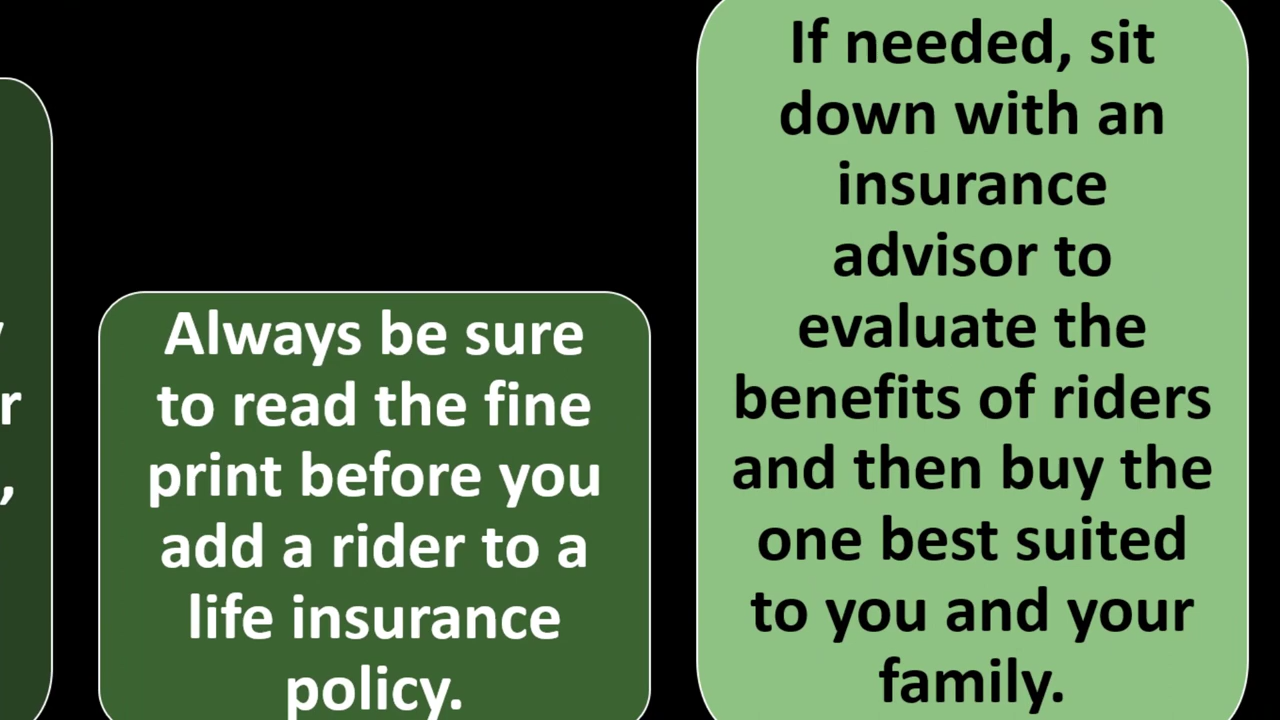 Always be sure
to read the fine
print before you
add a rider to a
life insurance
policy.
If needed, sit
down with an
insurance
advisor to
evaluate the
benefits of riders
and then buy the
one best suited
to you and your
family.